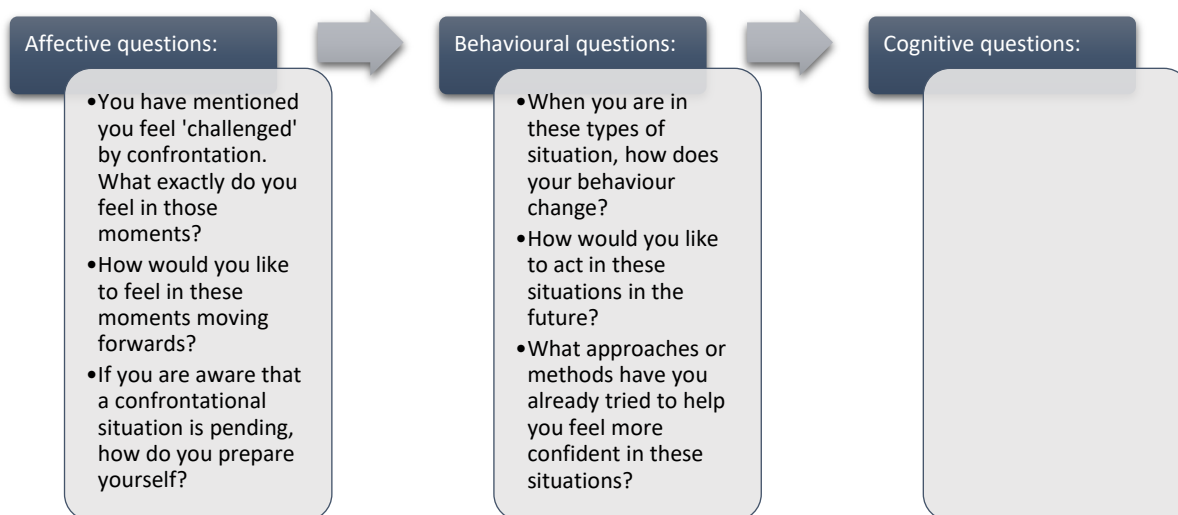 Affective questions:
•You have mentioned
you feel 'challenged'
by confrontation.
What exactly do you
feel in those
moments?
•How would you like
to feel in these
moments moving
forwards?
•If you are aware that
a confrontational
situation is pending,
how do you prepare
yourself?
Behavioural questions:
•When you are in
these types of
situation, how does
your behaviour
change?
•How would you like
to act in these
situations in the
future?
•What approaches or
methods have you
already tried to help
you feel more
confident in these
situations?
Cognitive questions: